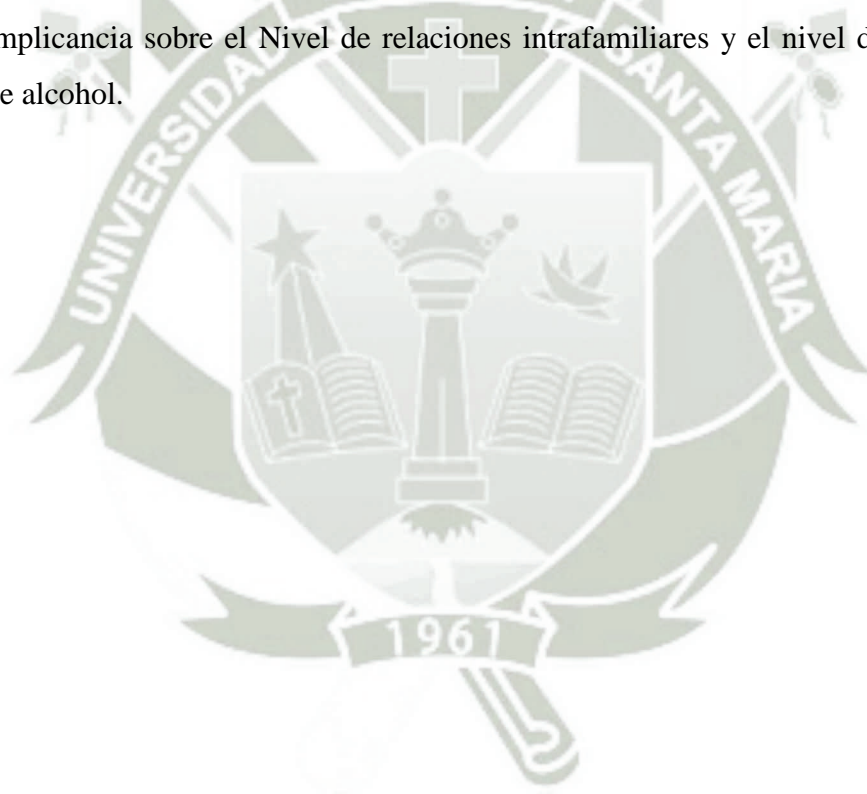 mplicancia sobre el Nivel de relaciones intrafamiliares y el nivel d
e alcohol.
UNIVERSIDAD
SANTA MARIA
1961